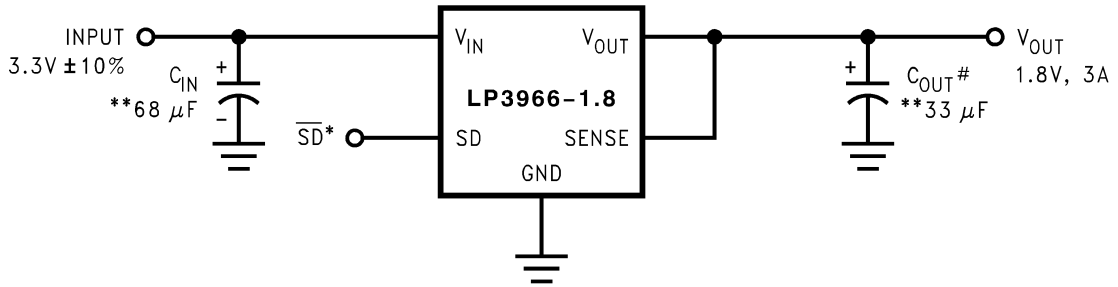 INPUT
3.3V ±10%
+
C_IN
**68 μF
−
SD*
V_IN
V_OUT
LP3966–1.8
SD
SENSE
GND
+
C_OUT#
**33 μF
V_OUT
1.8V, 3A